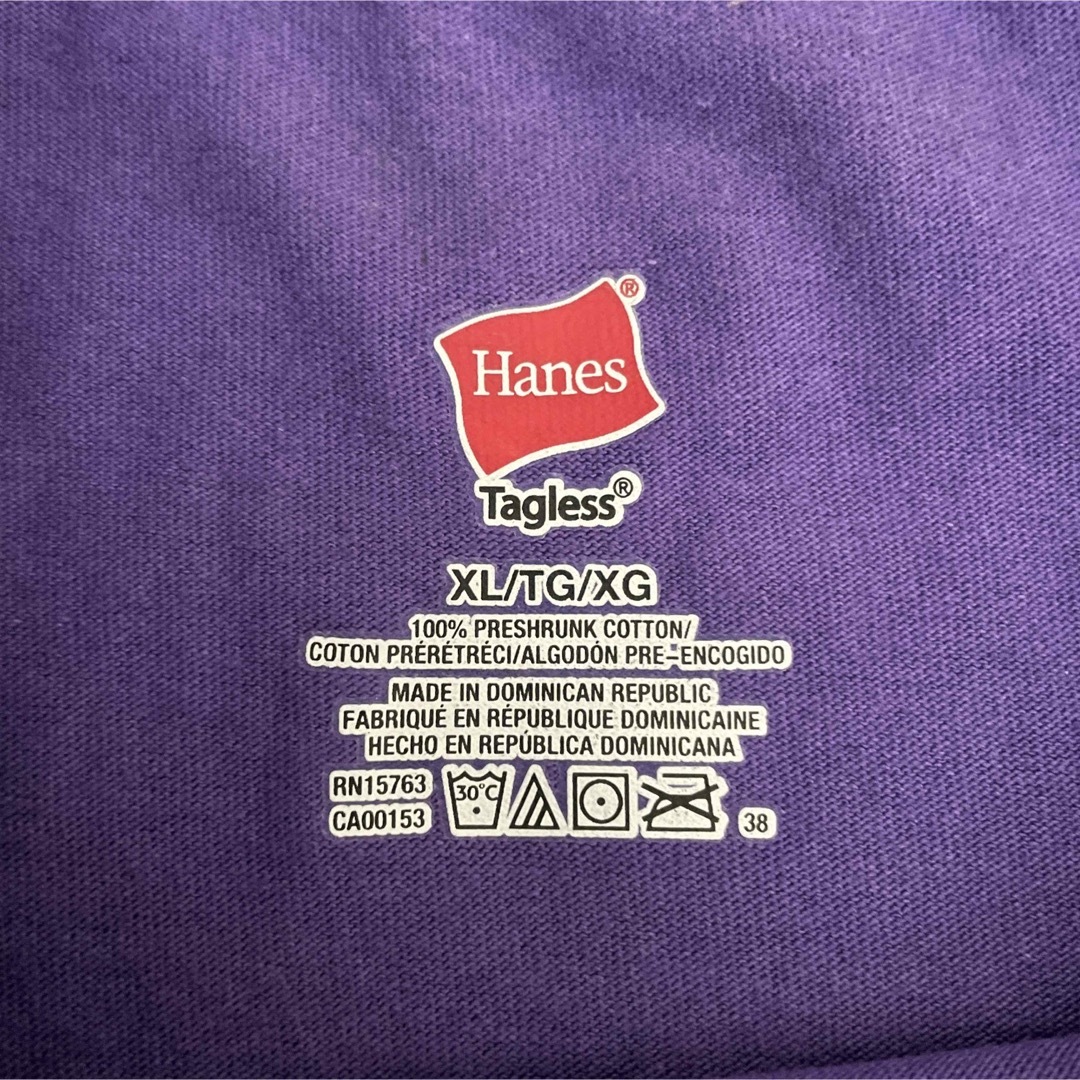 Hanes®
Tagless®
XL/TG/XG
100% PRESHRUNK COTTON/
COTON PRÉRÉTRÉCI/ALGODÓN PRE-ENCOGIDO
MADE IN DOMINICAN REPUBLIC
FABRIQUÉ EN RÉPUBLIQUE DOMINICAINE
HECHO EN REPÚBLICA DOMINICANA
RN15763
CA00153
30°C
38